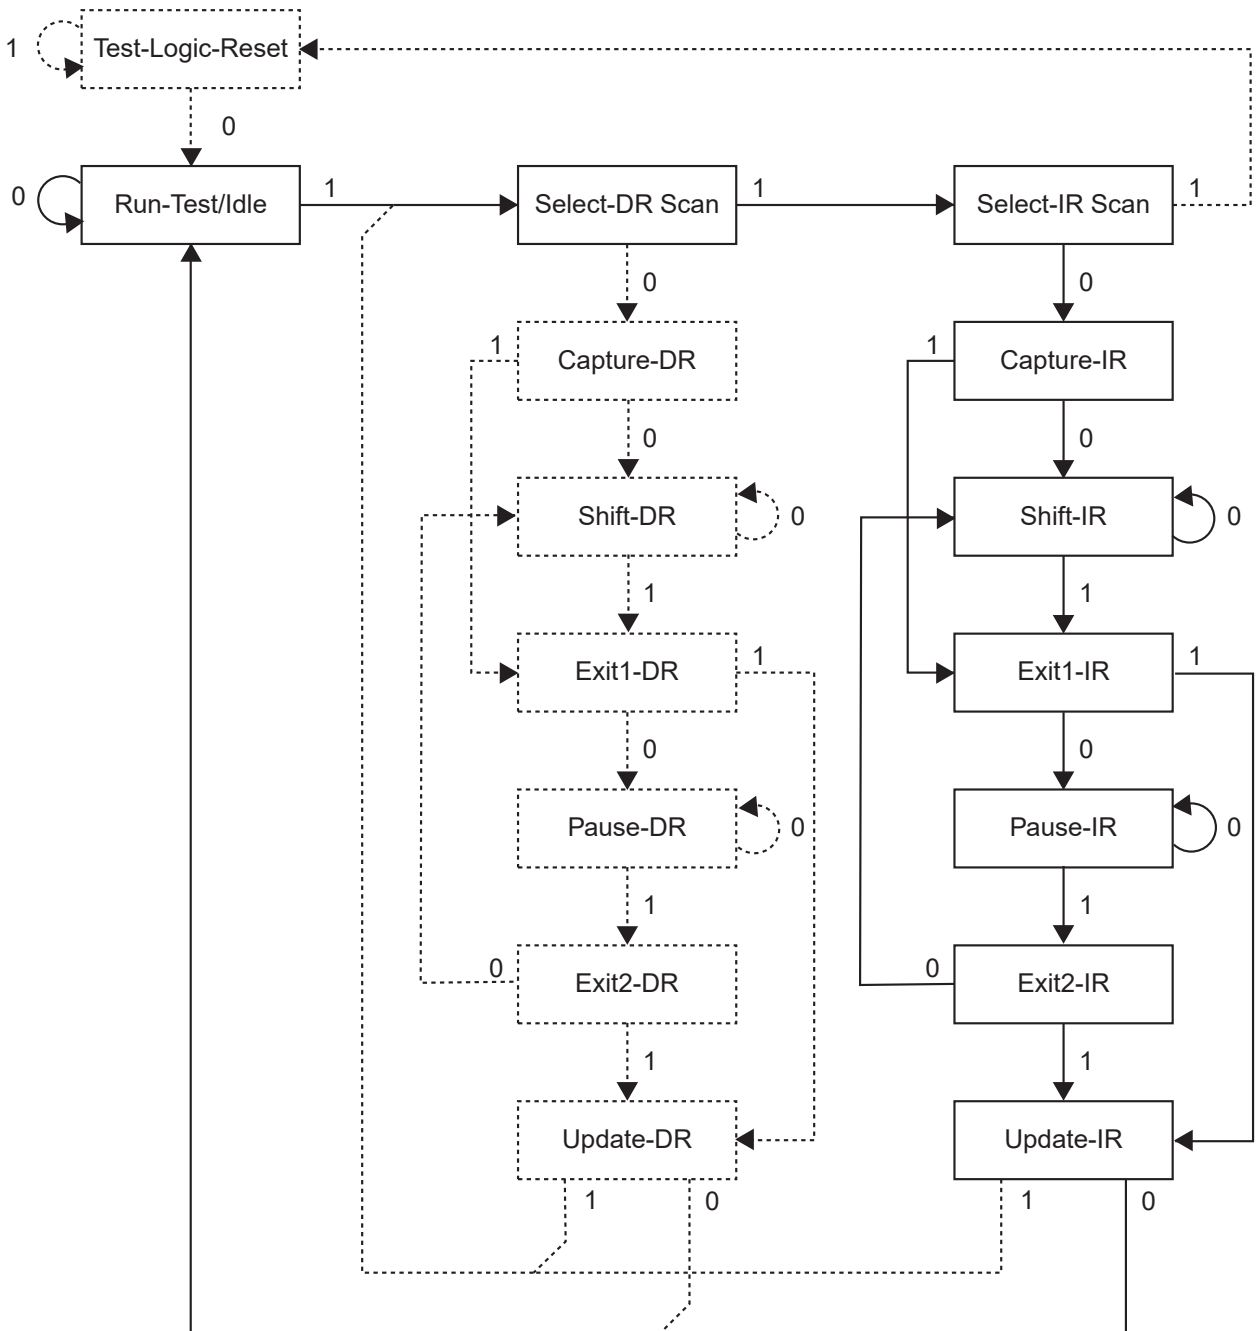 1
Test-Logic-Reset
0
0
Run-Test/Idle
1
Select-DR Scan
1
Select-IR Scan
1
0
0
1
Capture-DR
1
Capture-IR
0
0
Shift-DR
0
Shift-IR
0
1
1
Exit1-DR
1
Exit1-IR
1
0
0
Pause-DR
0
Pause-IR
0
1
1
0
Exit2-DR
0
Exit2-IR
1
1
Update-DR
Update-IR
1
0
1
0